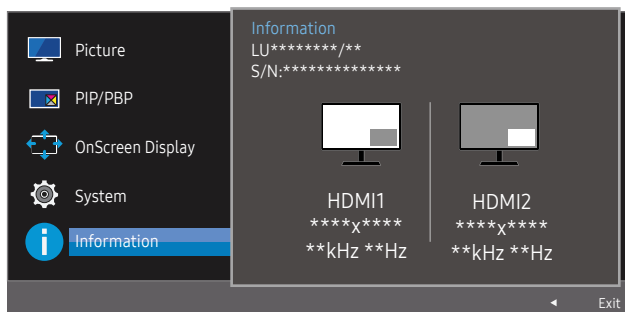 Picture
PIP/PBP
OnScreen Display
System
Information
Information
LU********/**
S/N:**************
HDMI1
****x****
**kHz **Hz
HDMI2
****x****
**kHz **Hz
Exit